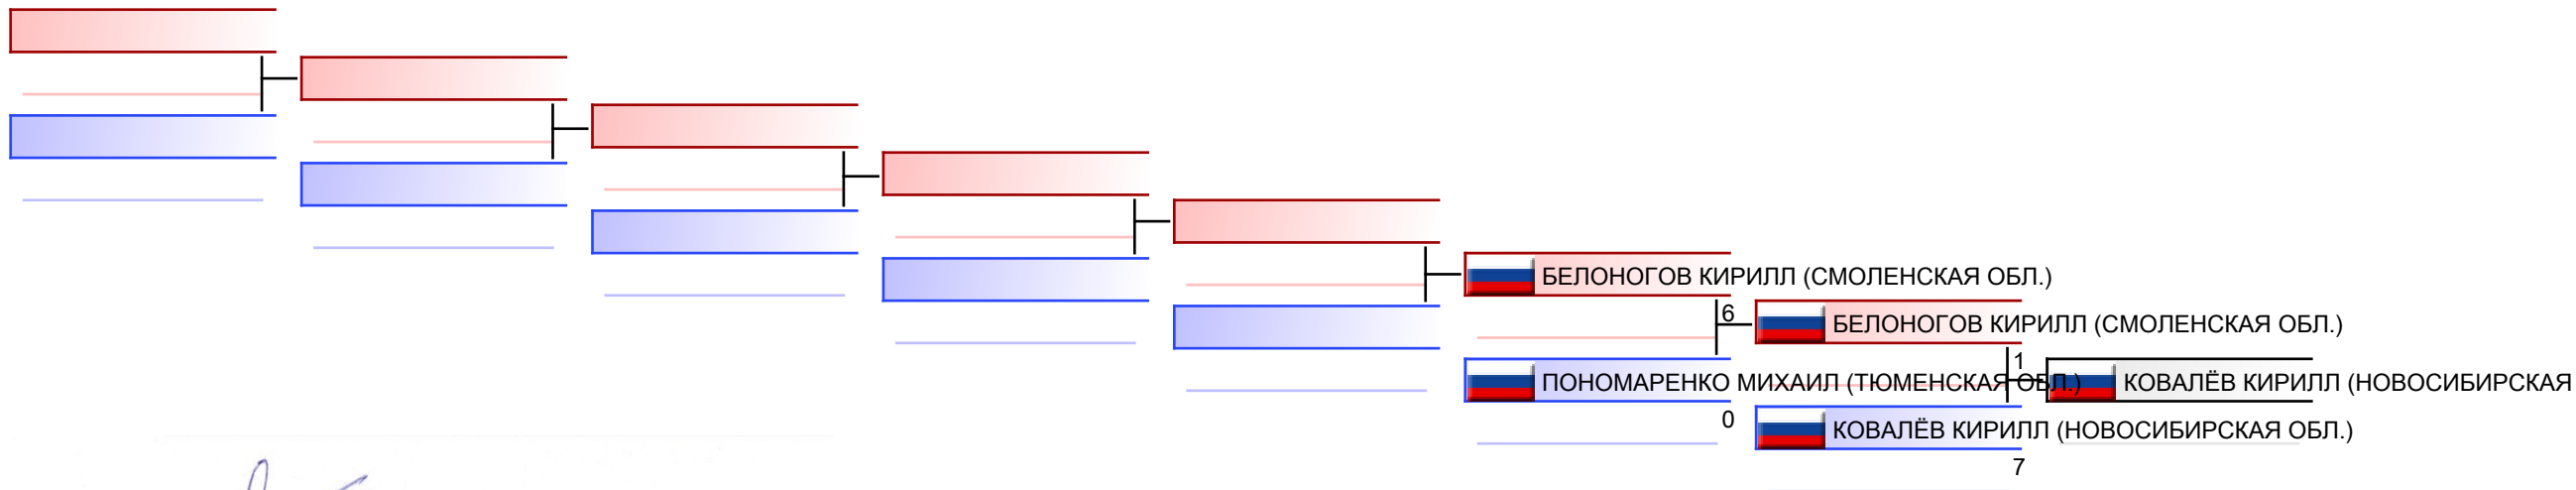 БЕЛОНОГОВ КИРИЛЛ (СМОЛЕНСКАЯ ОБЛ.)
6
БЕЛОНОГОВ КИРИЛЛ (СМОЛЕНСКАЯ ОБЛ.)
1
ПОНОМАРЕНКО МИХАИЛ (ТЮМЕНСКАЯ ОБЛ.)
КОВАЛЁВ КИРИЛЛ (НОВОСИБИРСКАЯ
0
КОВАЛЁВ КИРИЛЛ (НОВОСИБИРСКАЯ ОБЛ.)
7